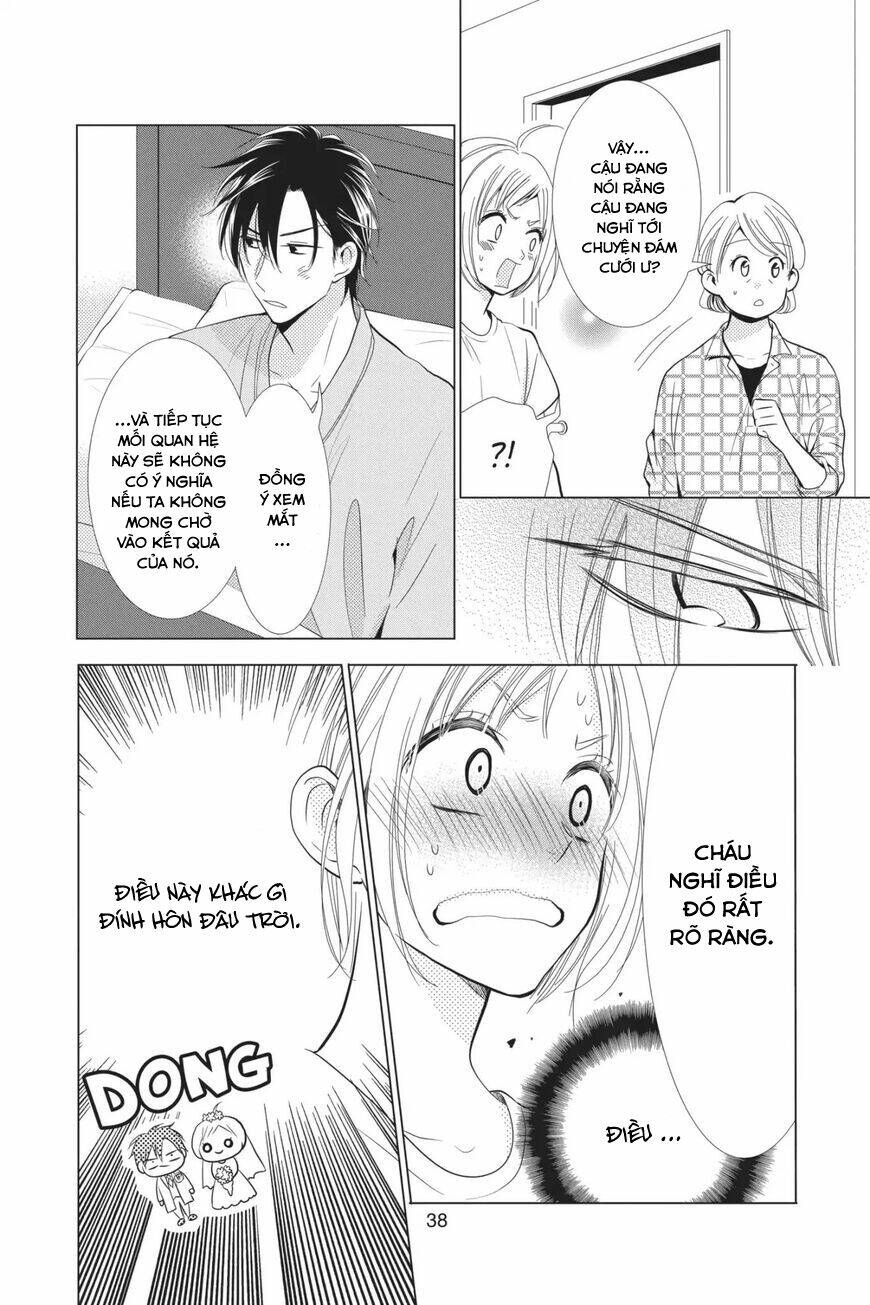 VẬY...
CẬU ĐANG
NÓI RẰNG
CẬU ĐANG
NGHĨ TỚI
CHUYỆN ĐÁM
CƯỚI Ư?
?!
ĐỒNG
Ý XEM
MẮT
...
...VÀ TIẾP TỤC
MỐI QUAN HỆ
NÀY SẼ KHÔNG
CÓ Ý NGHĨA
NẾU TA KHÔNG
MONG CHỜ
VÀO KẾT QUẢ
CỦA NÓ.
CHÁU
NGHĨ ĐIỀU
ĐÓ RẤT
RÕ RÀNG.
ĐIỀU ...
ĐIỀU NÀY KHÁC GÌ
ĐÍNH HÔN ĐÂU TRỜI.
DONG
38